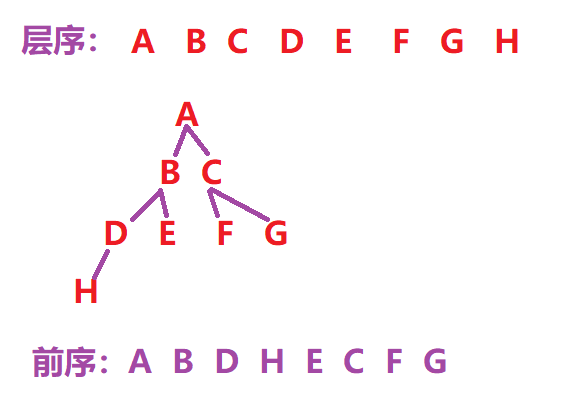 层序： A B C D E F G H
A
B C
D E F G
H
前序：A B D H E C F G